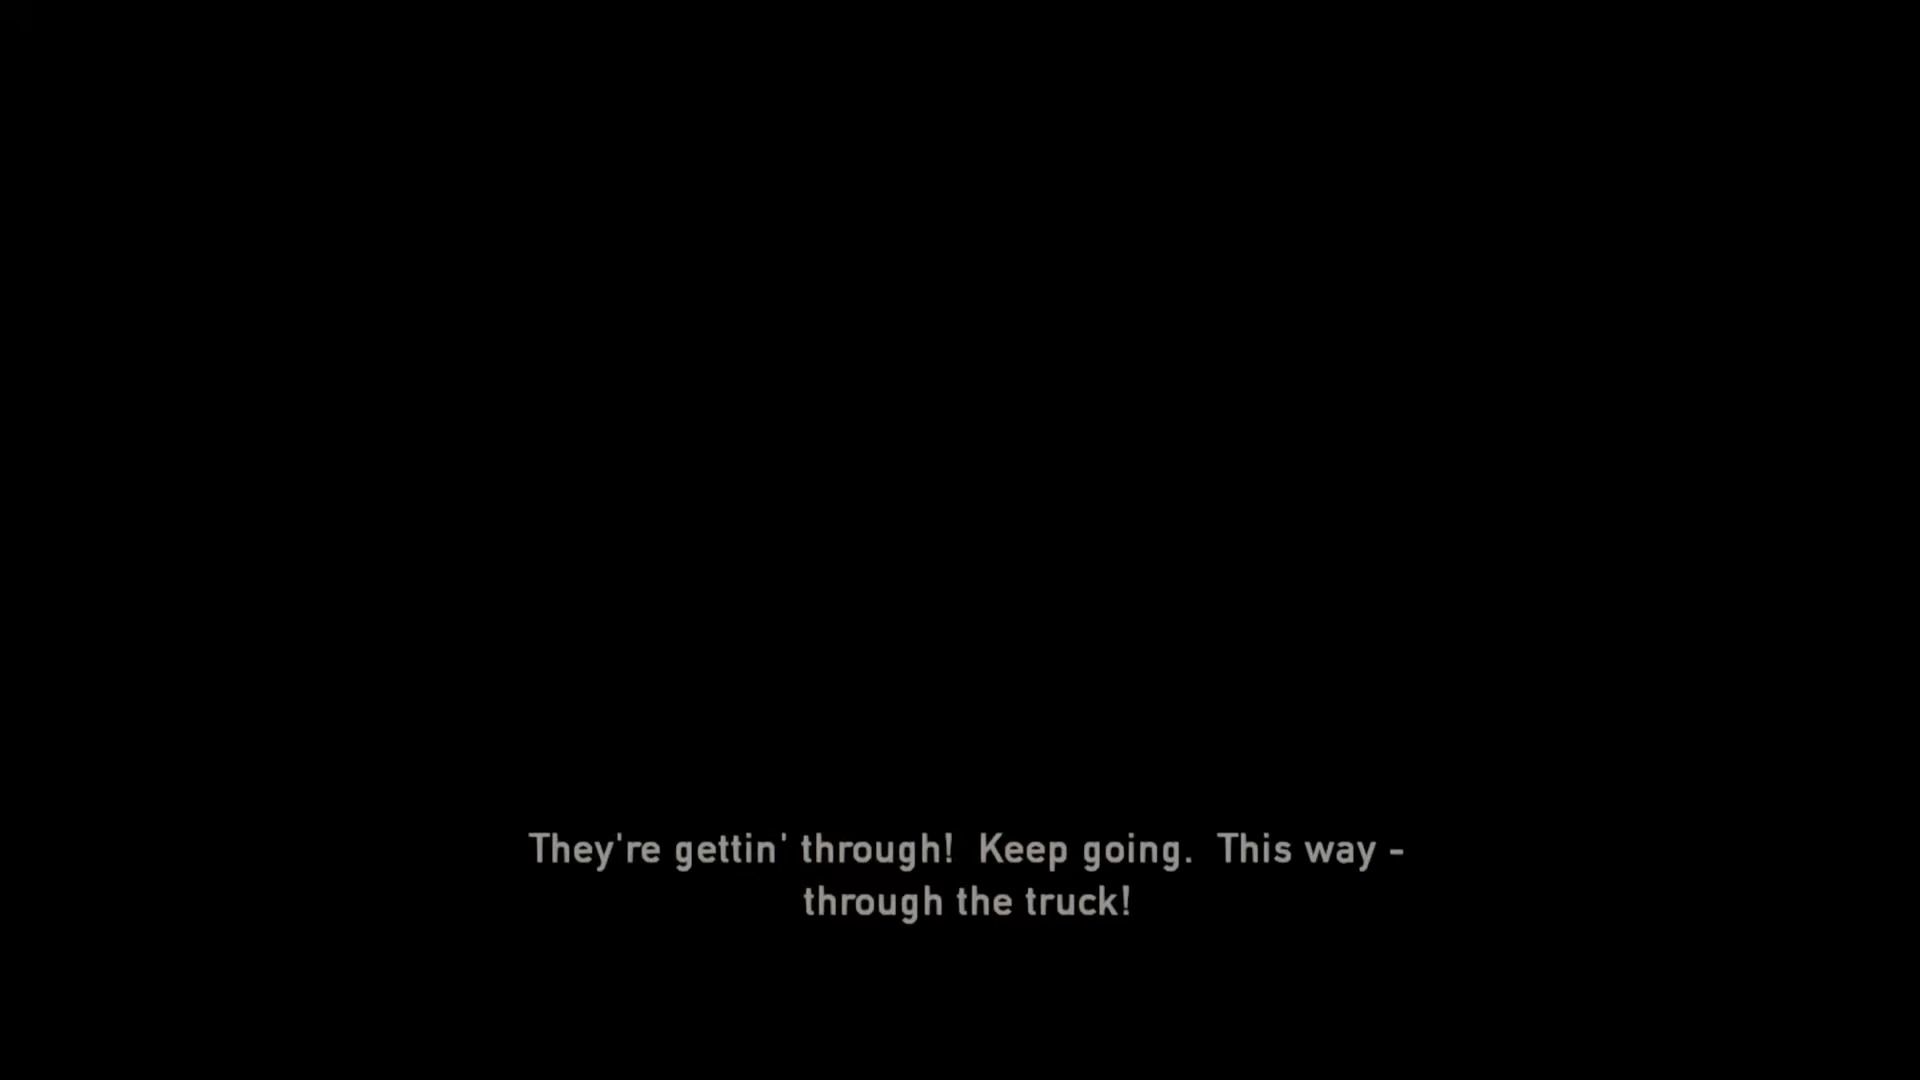 They're gettin' through!  Keep going.  This way -
through the truck!